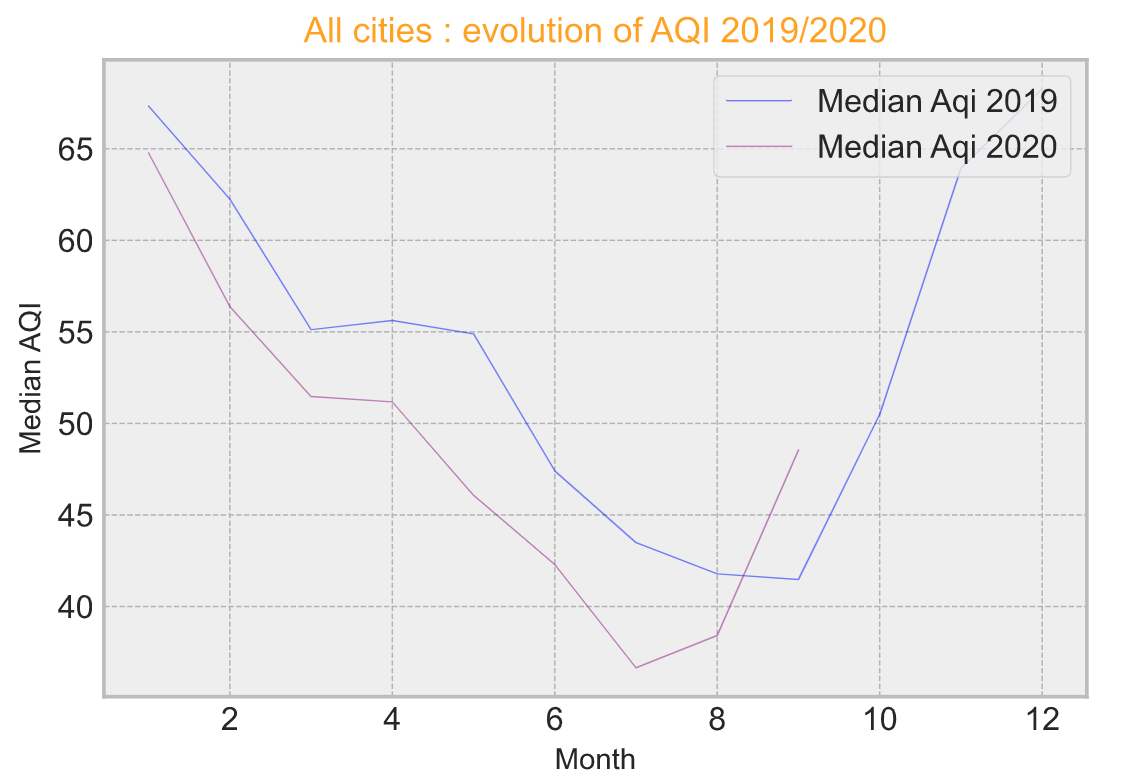 All cities : evolution of AQI 2019/2020
Median Aqi 2019
Median Aqi 2020
Median AQI
65
60
55
50
45
40
2 4 6 8 10 12
Month